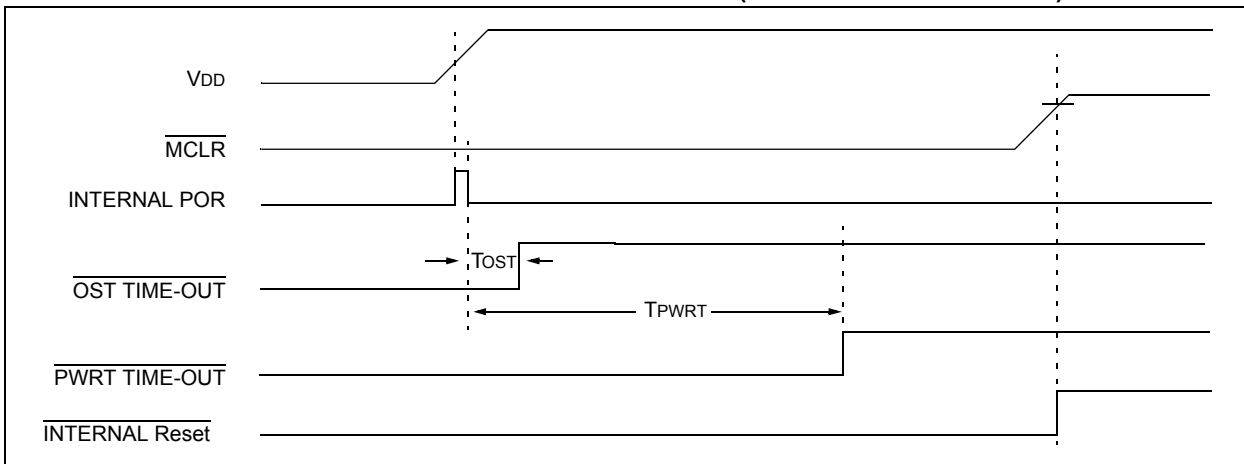 VDD
MCLR
INTERNAL POR
TOST
OST TIME-OUT
TPWRT
PWRT TIME-OUT
INTERNAL Reset